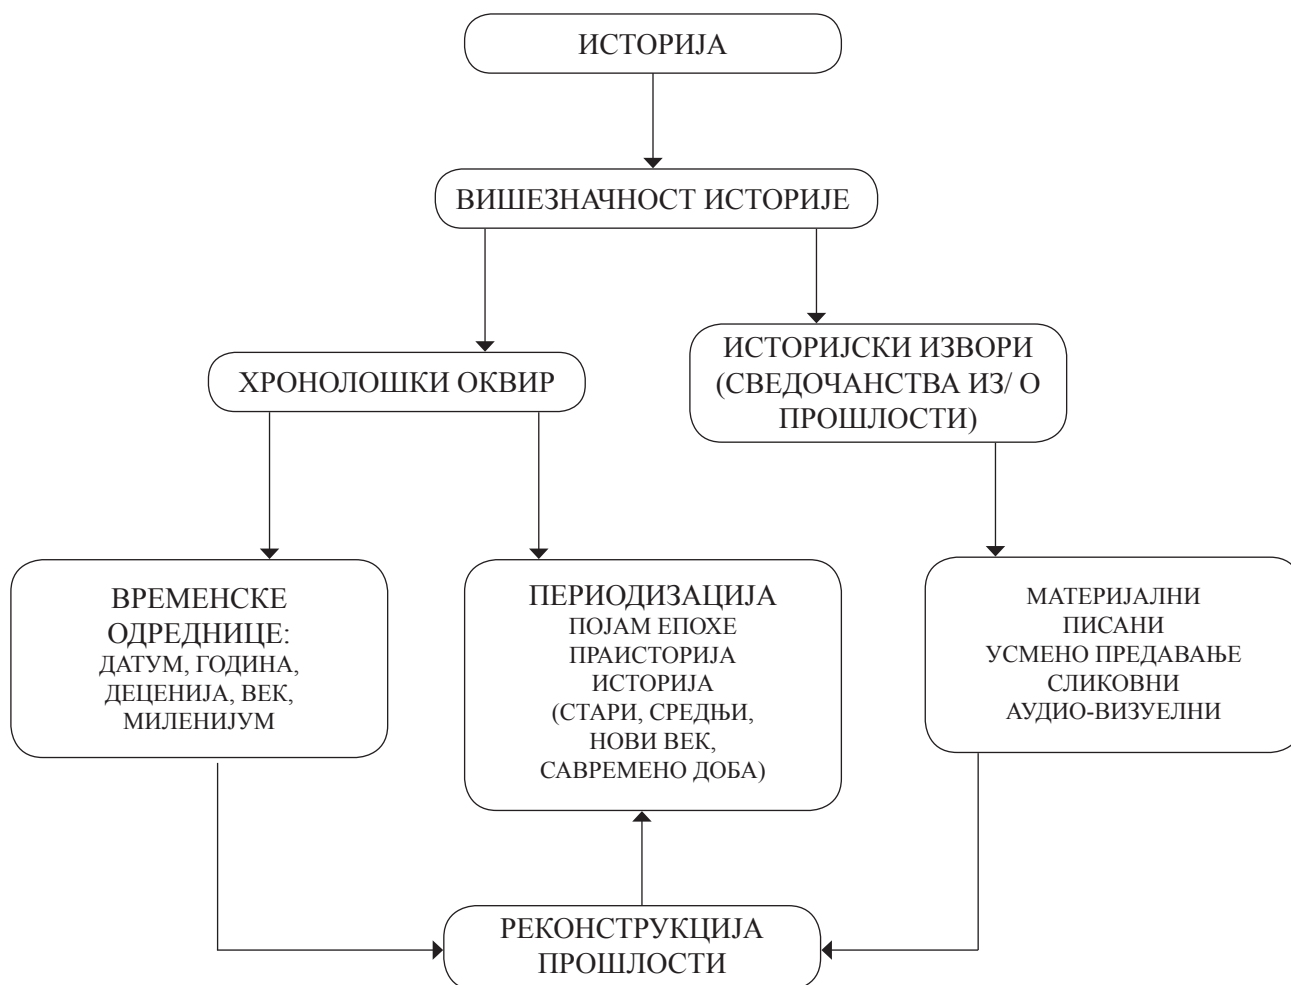 ИСТОРИЈА
ВИШЕЗНАЧНОСТ ИСТОРИЈЕ
ХРОНОЛОШКИ ОКВИР
ИСТОРИЈСКИ ИЗВОРИ
(СВЕДОЧАНСТВА ИЗ/ О
ПРОШЛОСТИ)
ВРЕМЕНСКЕ
ОДРЕДНИЦЕ:
ДАТУМ, ГОДИНА,
ДЕЦЕНИЈА, ВЕК,
МИЛЕНИЈУМ
ПЕРИОДИЗАЦИЈА
ПОЈАМ ЕПОХЕ
ПРАИСТОРИЈА
ИСТОРИЈА
(СТАРИ, СРЕДЊИ,
НОВИ ВЕК,
САВРЕМЕНО ДОБА)
МАТЕРИЈАЛНИ
ПИСАНИ
УСМЕНО ПРЕДАВАЊЕ
СЛИКОВНИ
АУДИО-ВИЗУЕЛНИ
РЕКОНСТРУКЦИЈА
ПРОШЛОСТИ